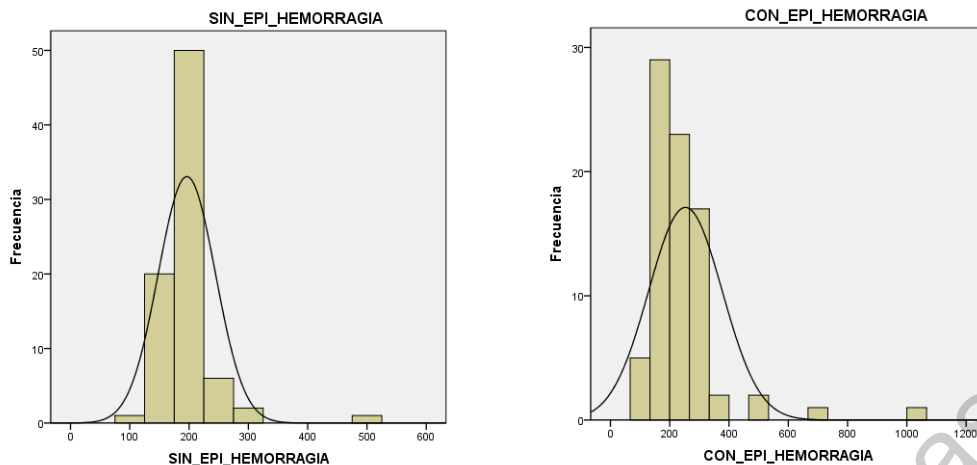 SIN_EPI_HEMORRAGIA
50
40
30
20
10
0
Frecuencia
0 100 200 300 400 500 600
SIN_EPI_HEMORRAGIA
CON_EPI_HEMORRAGIA
30
20
10
0
Frecuencia
0 200 400 600 800 1000 1200
CON_EPI_HEMORRAGIA